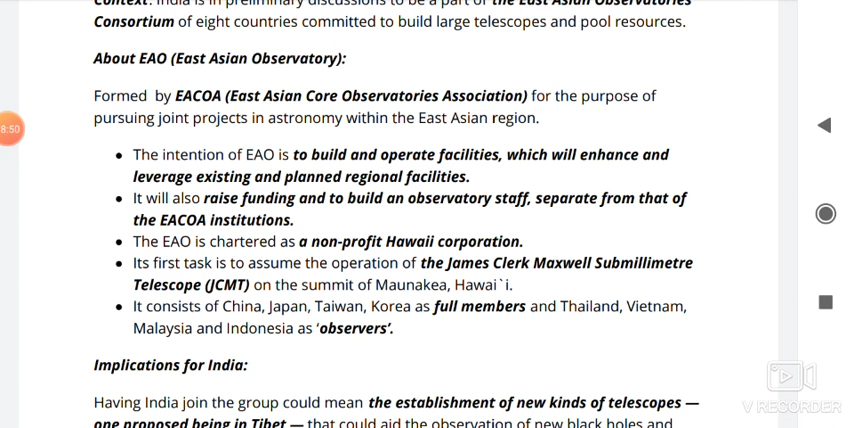 Context: India is in preliminary discussions to be a part of the East Asian Observatories
Consortium of eight countries committed to build large telescopes and pool resources.
About EAO (East Asian Observatory):
Formed by EACOA (East Asian Core Observatories Association) for the purpose of
pursuing joint projects in astronomy within the East Asian region.
• The intention of EAO is to build and operate facilities, which will enhance and
leverage existing and planned regional facilities.
• It will also raise funding and to build an observatory staff, separate from that of
the EACOA institutions.
• The EAO is chartered as a non-profit Hawaii corporation.
• Its first task is to assume the operation of the James Clerk Maxwell Submillimetre
Telescope (JCMT) on the summit of Maunakea, Hawai`i.
• It consists of China, Japan, Taiwan, Korea as full members and Thailand, Vietnam,
Malaysia and Indonesia as ‘observers’.
Implications for India:
Having India join the group could mean the establishment of new kinds of telescopes —
one proposed being in Tibet — that could aid the observation of new black holes and
8:50
V RECORDER